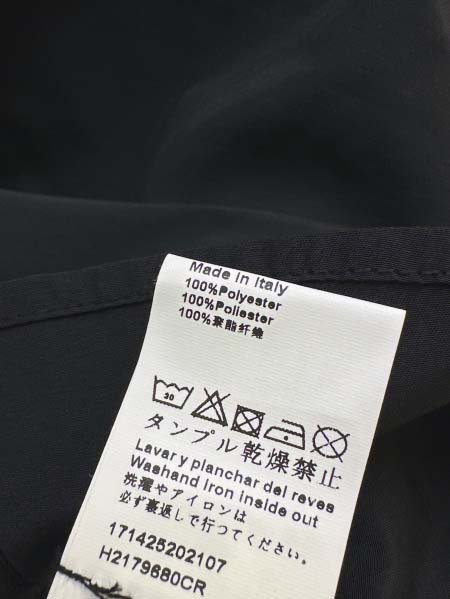 Made in Italy
100%Polyester
100%Poliester
100%聚酯纤维
30
タンプル乾燥禁止
Lavar y planchar del reves
Washand iron inside out
洗濯やアイロンは
必ず裏返しで行つてください
171425202107
H2179680CR